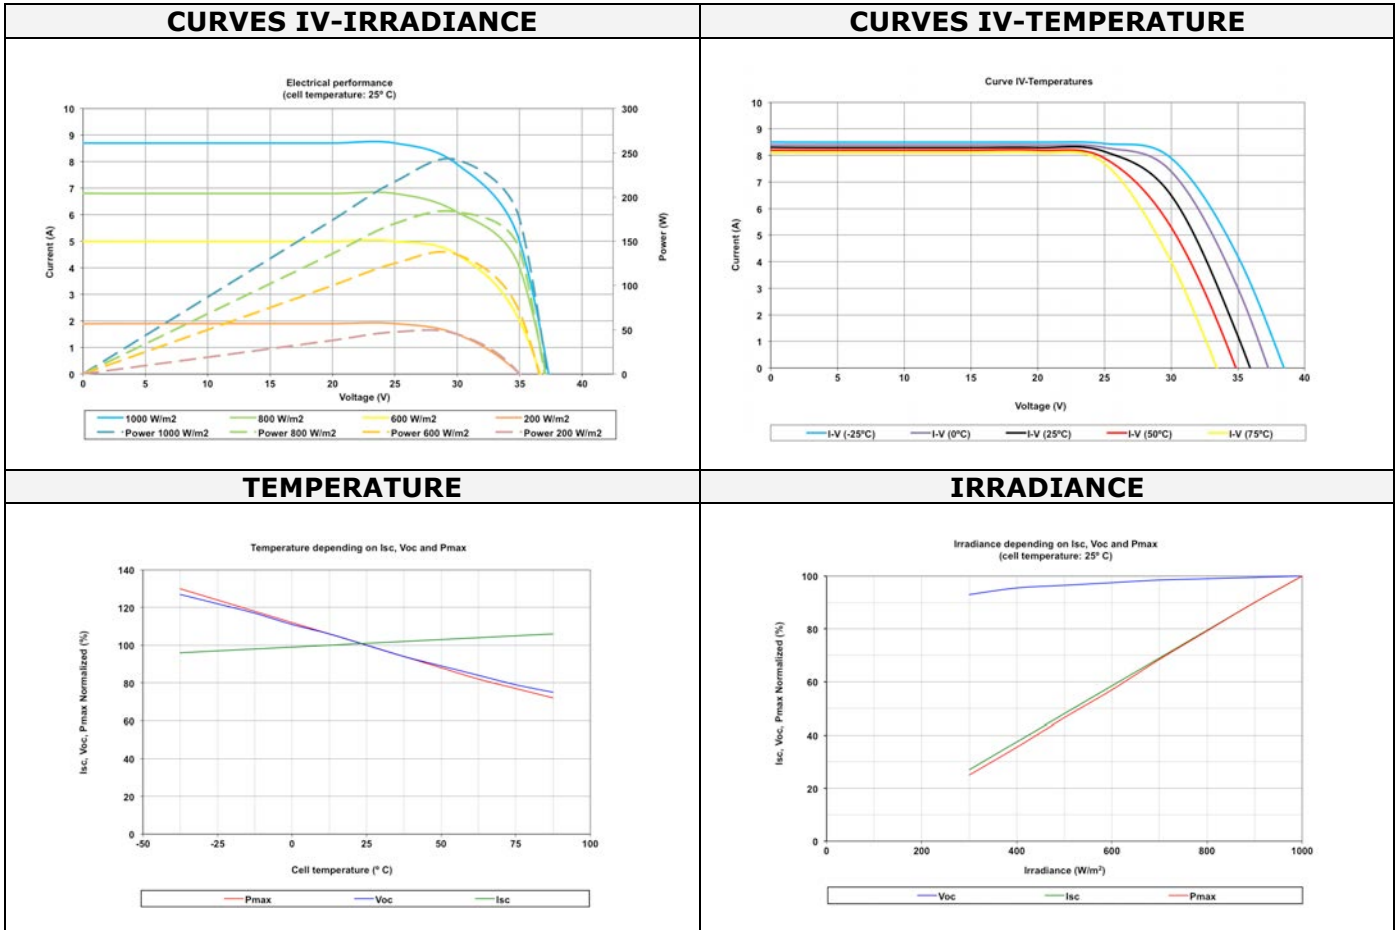 CURVES IV-IRRADIANCE
CURVES IV-TEMPERATURE
Electrical performance
(cell temperature: 25º C)
10
9
8
7
6
5
4
3
2
1
0
300
250
200
150
100
50
0
0 5 10 15 20 25 30 35 40
Current (A)
Power (W)
Voltage (V)
1000 W/m2 800 W/m2 600 W/m2 200 W/m2
Power 1000 W/m2 Power 800 W/m2 Power 600 W/m2 Power 200 W/m2
Curve IV-Temperatures
10
9
8
7
6
5
4
3
2
1
0
0 5 10 15 20 25 30 35 40
Current (A)
Voltage (V)
I-V (-25ºC) I-V (0ºC) I-V (25ºC) I-V (50ºC) I-V (75ºC)
TEMPERATURE
IRRADIANCE
Temperature depending on Isc, Voc and Pmax
140
120
100
80
60
40
20
0
-50 -25 0 25 50 75 100
Isc, Voc, Pmax Normalized (%)
Cell temperature (º C)
Pmax Voc Isc
Irradiance depending on Isc, Voc and Pmax
(cell temperature: 25º C)
100
80
60
40
20
0
0 200 400 600 800 1000
Isc, Voc, Pmax Normalized (%)
Irradiance (W/m²)
Voc Isc Pmax